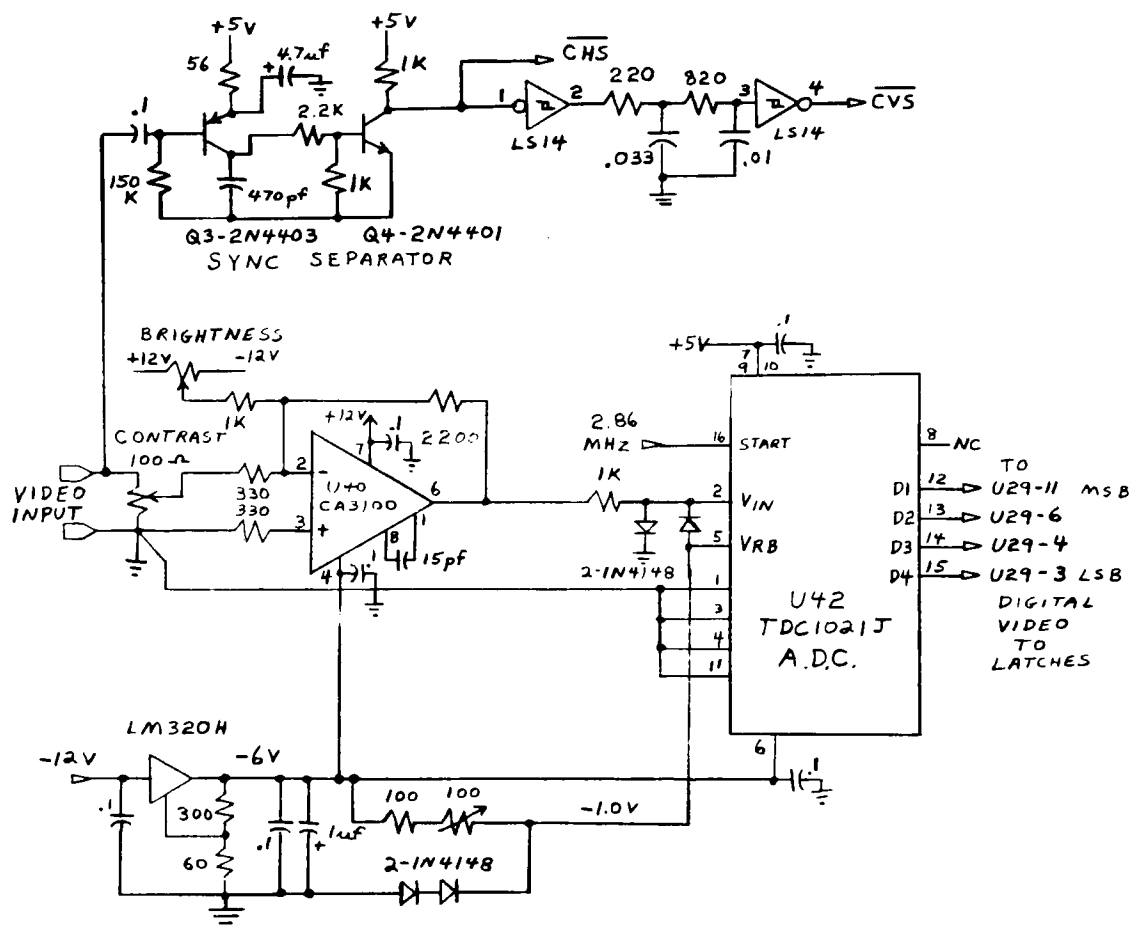 +5V
+5V
56
+ 4.7uf
1K
CHS
.1
2.2K
1
2
LS14
220
820
3
4
CVS
LS14
.033
.01
150
K
470pf
1K
Q3-2N4403 Q4-2N4401
SYNC SEPARATOR
BRIGHTNESS
+12V -12V
1K
CONTRAST
100Ω
+12V
.1
2200
7
2 -
330
U40
CA3100
6
VIDEO
INPUT
330
3 +
1
8
15pf
4
.1
+5V
.1
7
9 10
2.86
MHz
16 START
8 NC
1K
TO
2 VIN
D1 12 U29-11 MSB
D2 13 U29-6
5 VRB
D3 14 U29-4
2-1N4148
D4 15 U29-3 LSB
1
3
4
11
U42
TDC1021J
A.D.C.
DIGITAL
VIDEO
TO
LATCHES
6
.1
LM320H
-12V
-6V
.1
300
60
.1
+ 1uf
100 100
-1.0V
2-1N4148